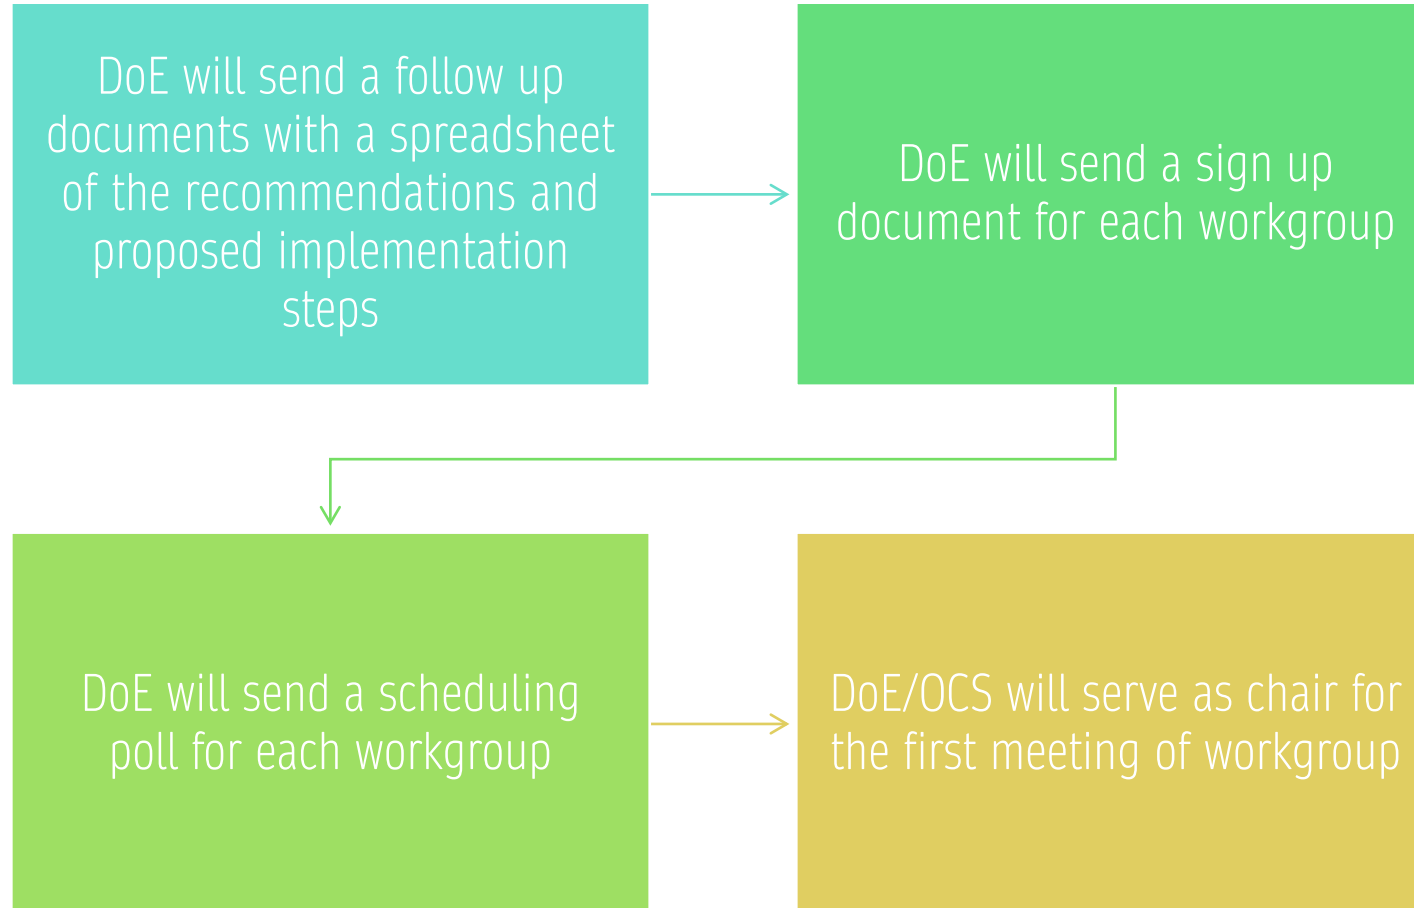 DoE will send a follow up
documents with a spreadsheet
of the recommendations and
proposed implementation
steps
DoE will send a sign up
document for each workgroup
DoE will send a scheduling
poll for each workgroup
DoE/OCS will serve as chair for
the first meeting of workgroup